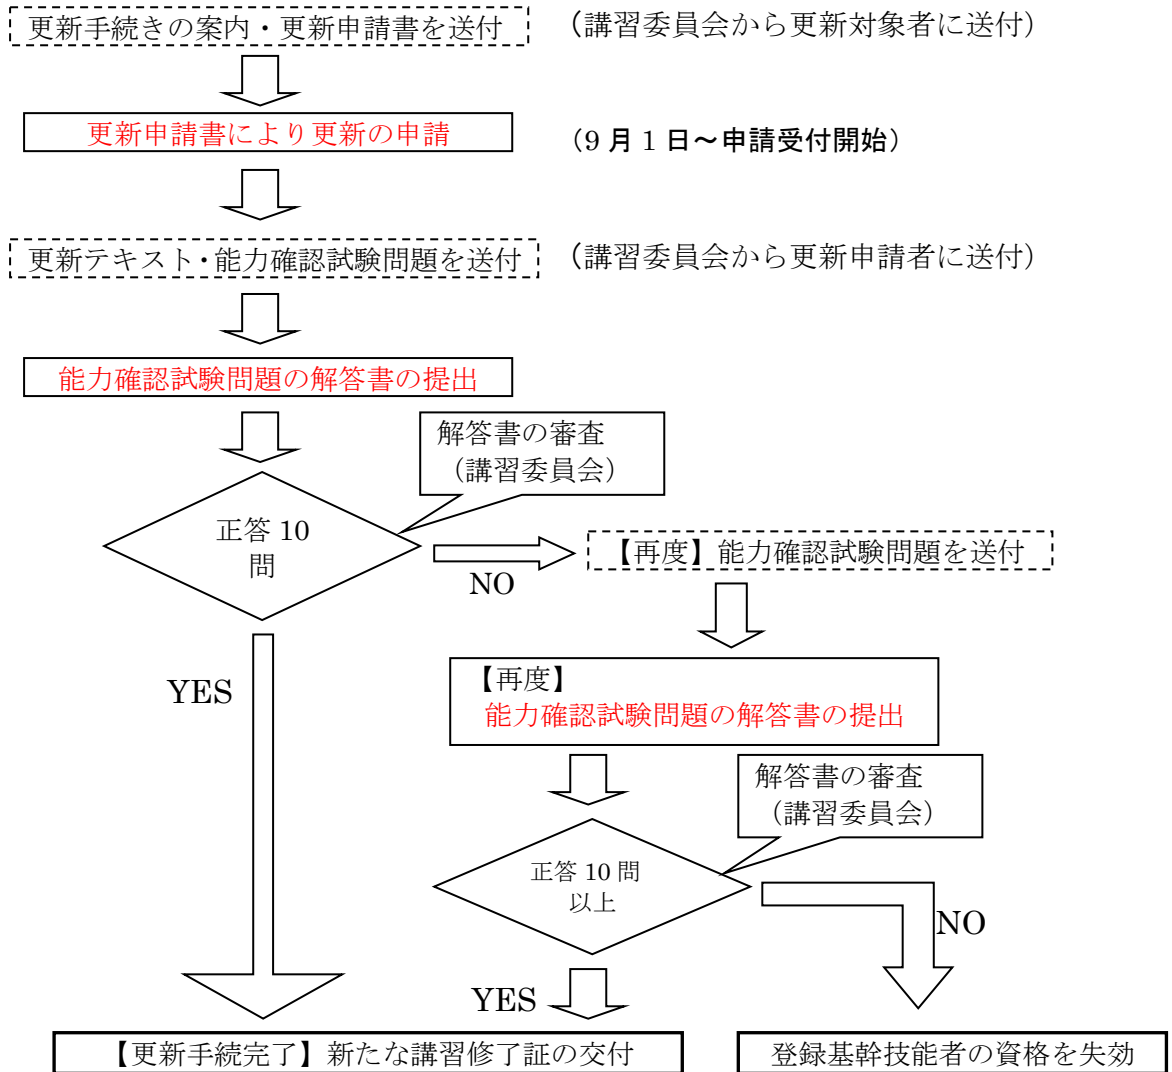 更新手続きの案内・更新申請書を送付
（講習委員会から更新対象者に送付）
更新申請書により更新の申請
（9 月 1 日～申請受付開始）
更新テキスト・能力確認試験問題を送付
（講習委員会から更新申請者に送付）
能力確認試験問題の解答書の提出
解答書の審査
（講習委員会）
正答 10
問
NO
【再度】能力確認試験問題を送付
YES
【再度】
能力確認試験問題の解答書の提出
解答書の審査
（講習委員会）
正答 10 問
以上
NO
YES
【更新手続完了】新たな講習修了証の交付
登録基幹技能者の資格を失効